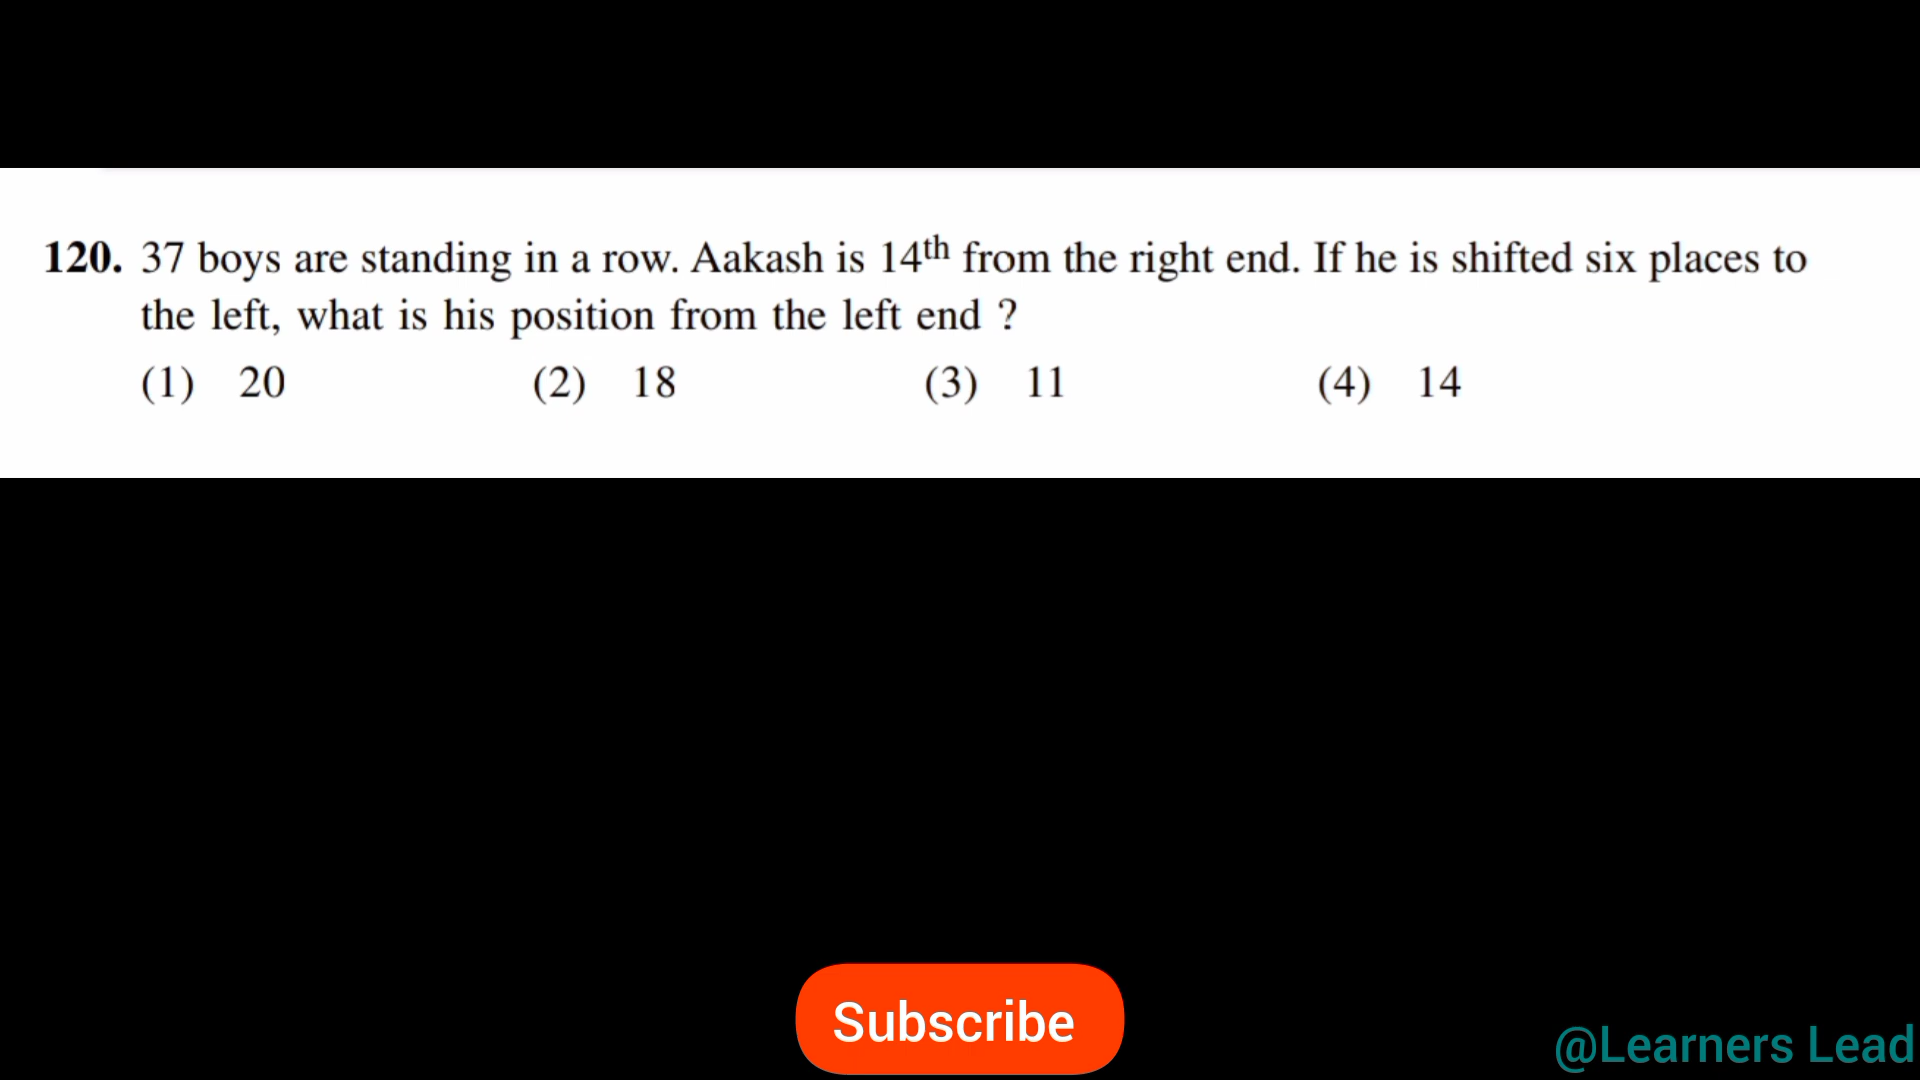 120. 37 boys are standing in a row. Aakash is 14th from the right end. If he is shifted six places to
the left, what is his position from the left end ?
(1) 20 (2) 18 (3) 11 (4) 14
Subscribe
@Learners Lead